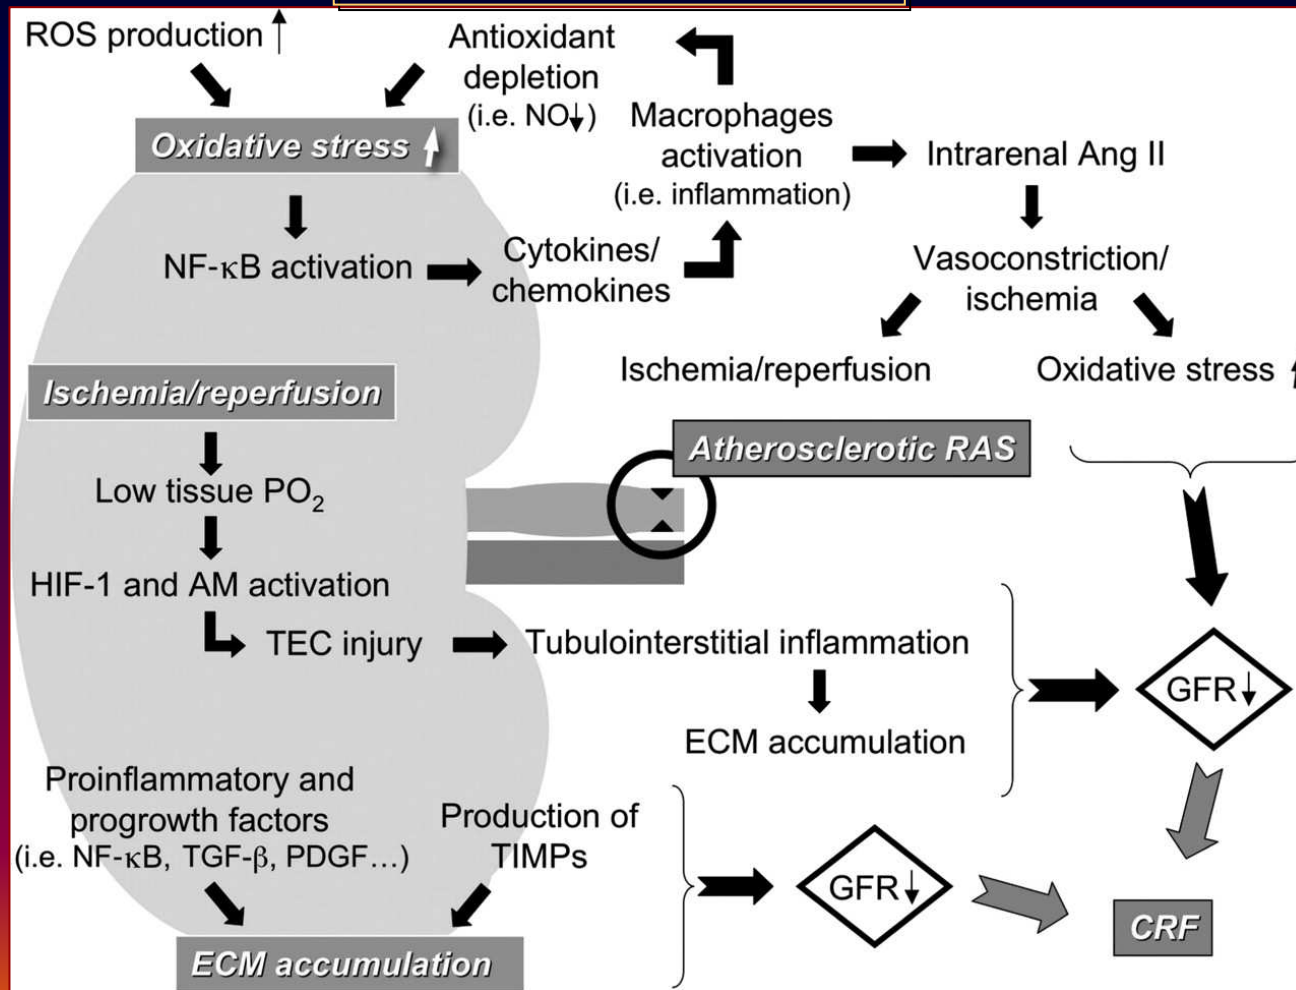 ROS production ↑
Antioxidant
depletion
(i.e. NO↓)
Oxidative stress ↑
Macrophages
activation
(i.e. inflammation)
Intrarenal Ang II
NF-κB activation
Cytokines/
chemokines
Vasoconstriction/
ischemia
Ischemia/reperfusion
Oxidative stress ↑
Ischemia/reperfusion
Atherosclerotic RAS
Low tissue PO₂
HIF-1 and AM activation
TEC injury
Tubulointerstitial inflammation
ECM accumulation
GFR↓
Proinflammatory and
progrowth factors
(i.e. NF-κB, TGF-β, PDGF…)
Production of
TIMPs
GFR↓
ECM accumulation
CRF